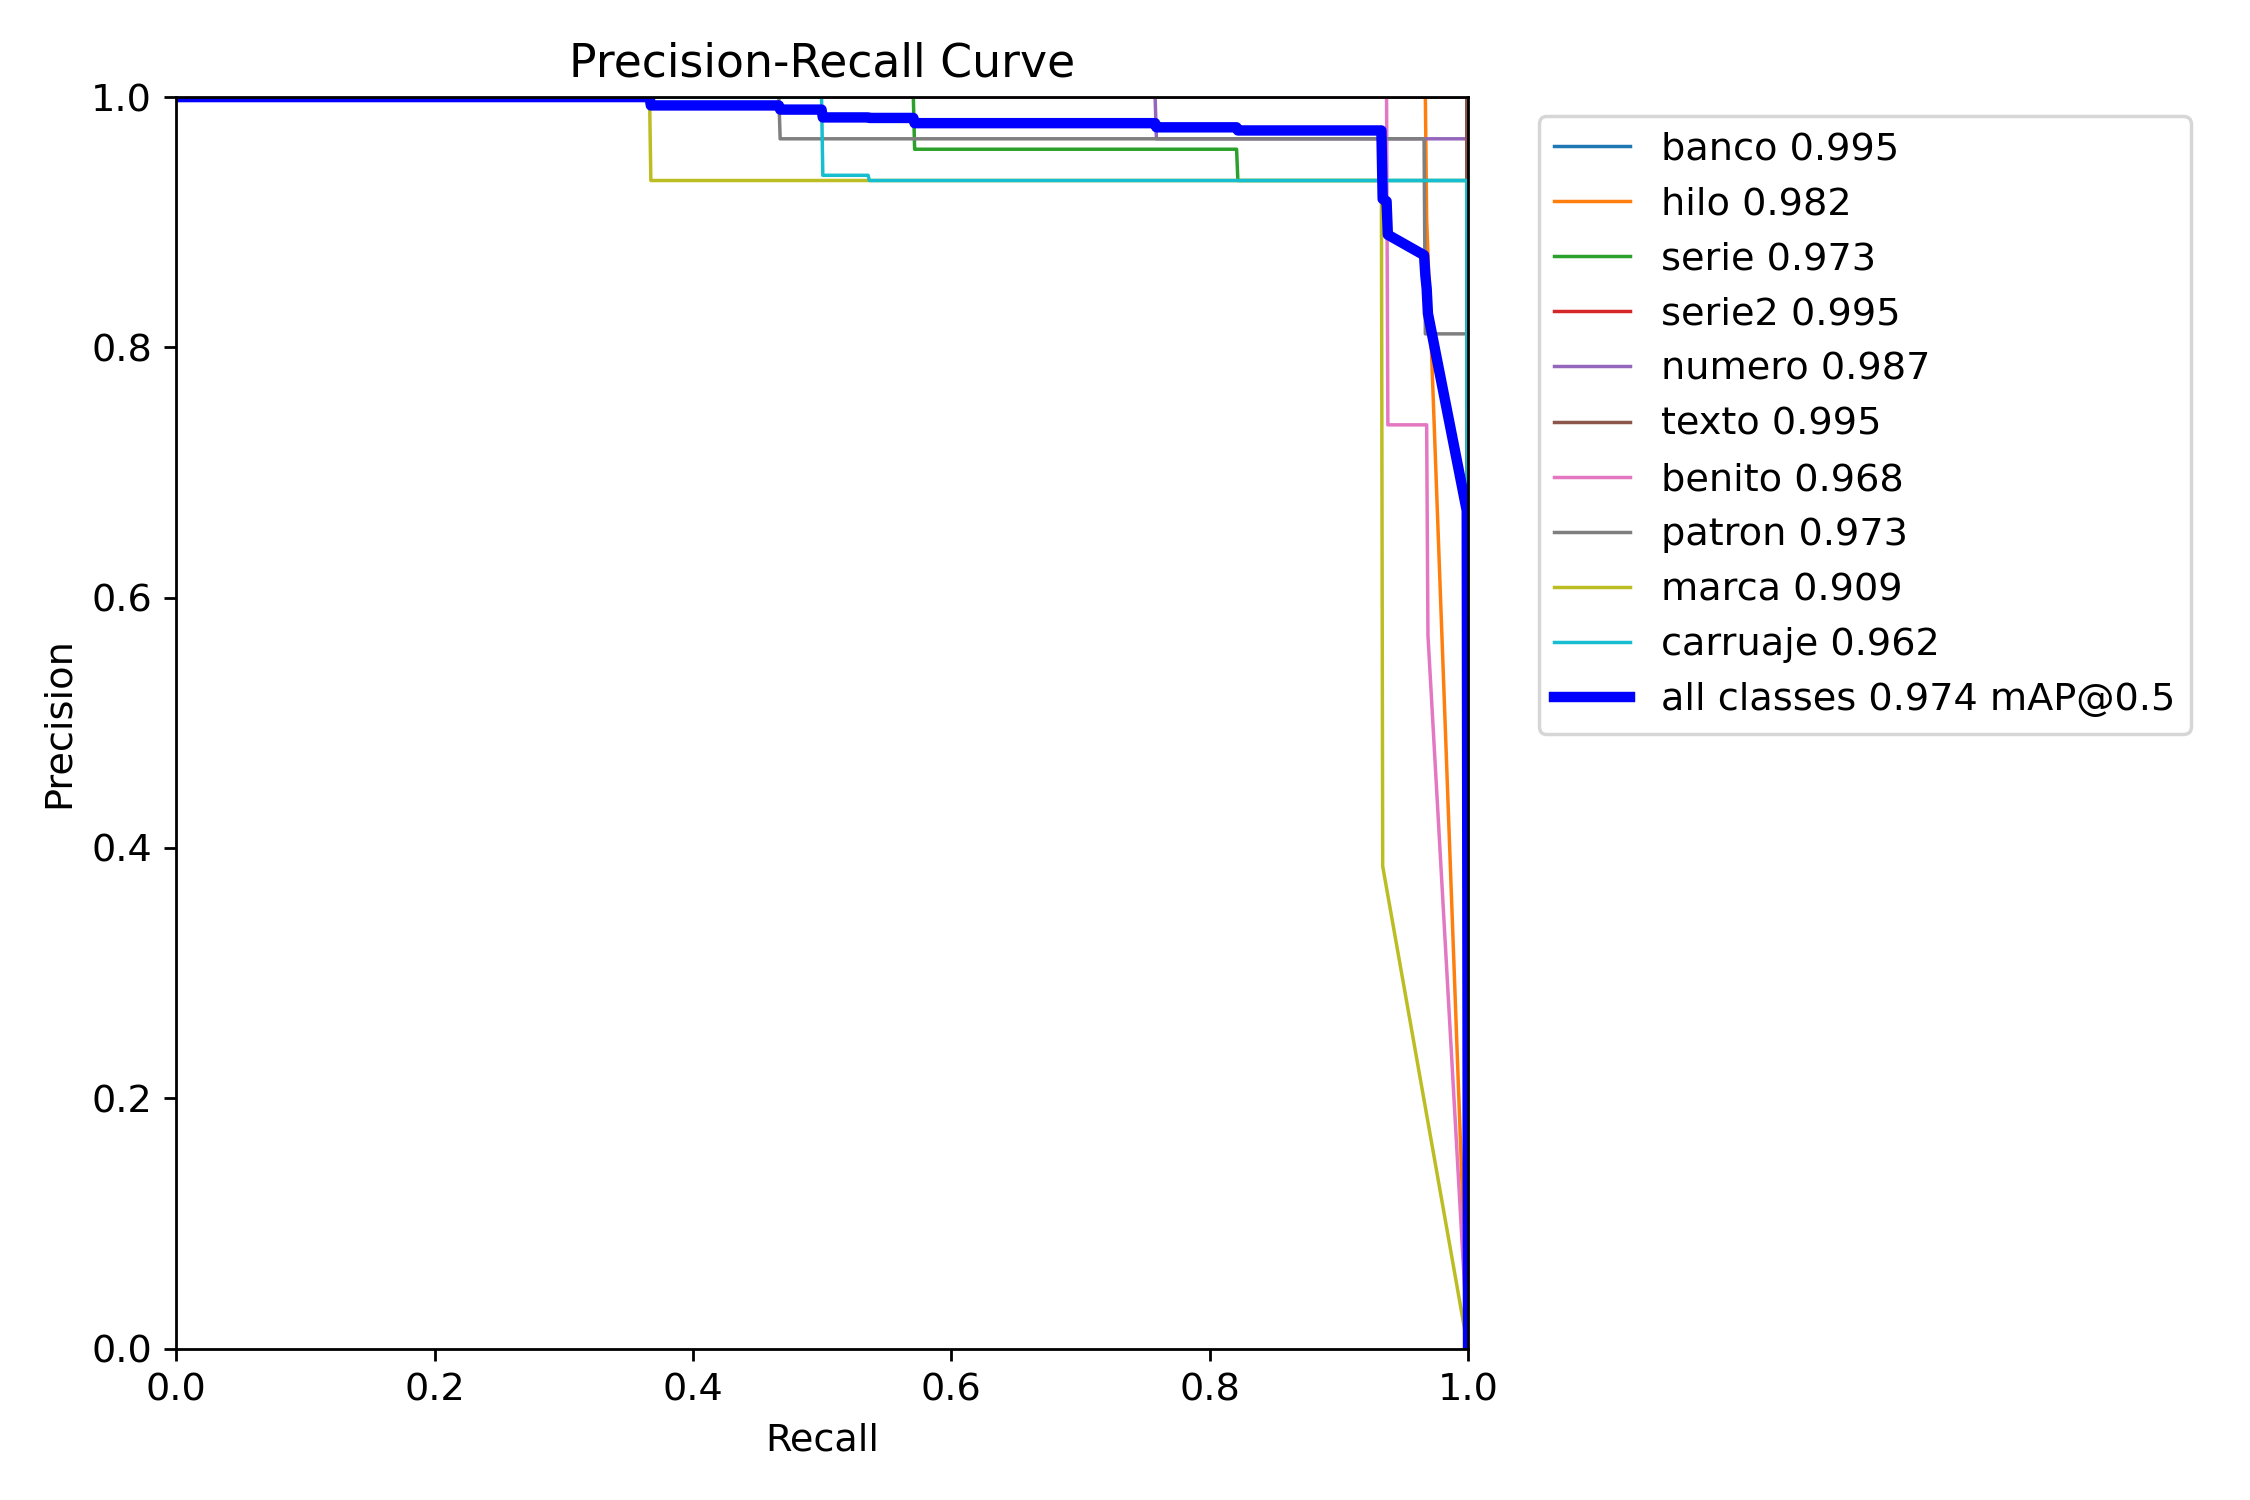 Precision-Recall Curve
1.0
0.8
0.6
0.4
0.2
0.0
Precision
0.0 0.2 0.4 0.6 0.8 1.0
Recall
banco 0.995
hilo 0.982
serie 0.973
serie2 0.995
numero 0.987
texto 0.995
benito 0.968
patron 0.973
marca 0.909
carruaje 0.962
all classes 0.974 mAP@0.5